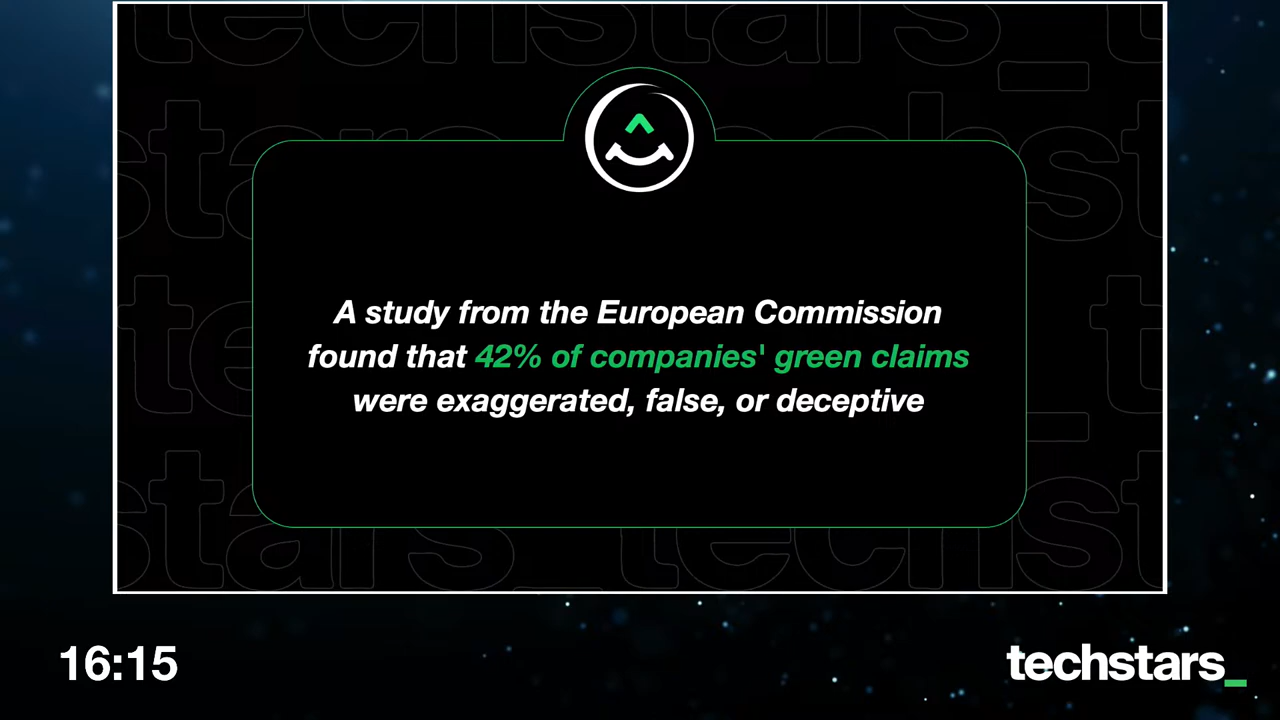 A study from the European Commission
found that 42% of companies' green claims
were exaggerated, false, or deceptive
16:15
techstars_